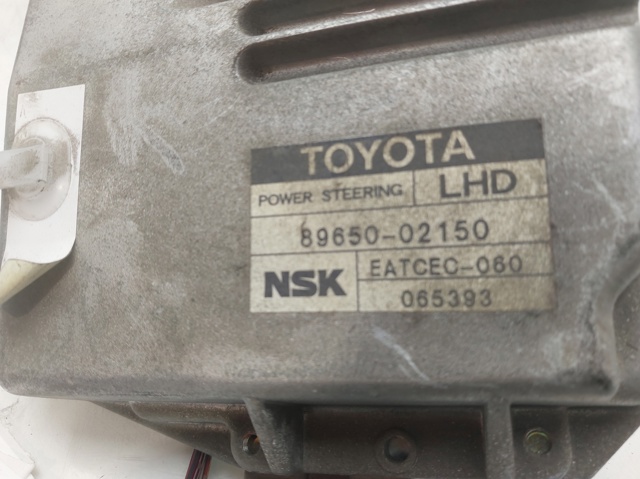 TOYOTA
POWER STEERING LHD
89650-02150
NSK EATCEC-060
065393